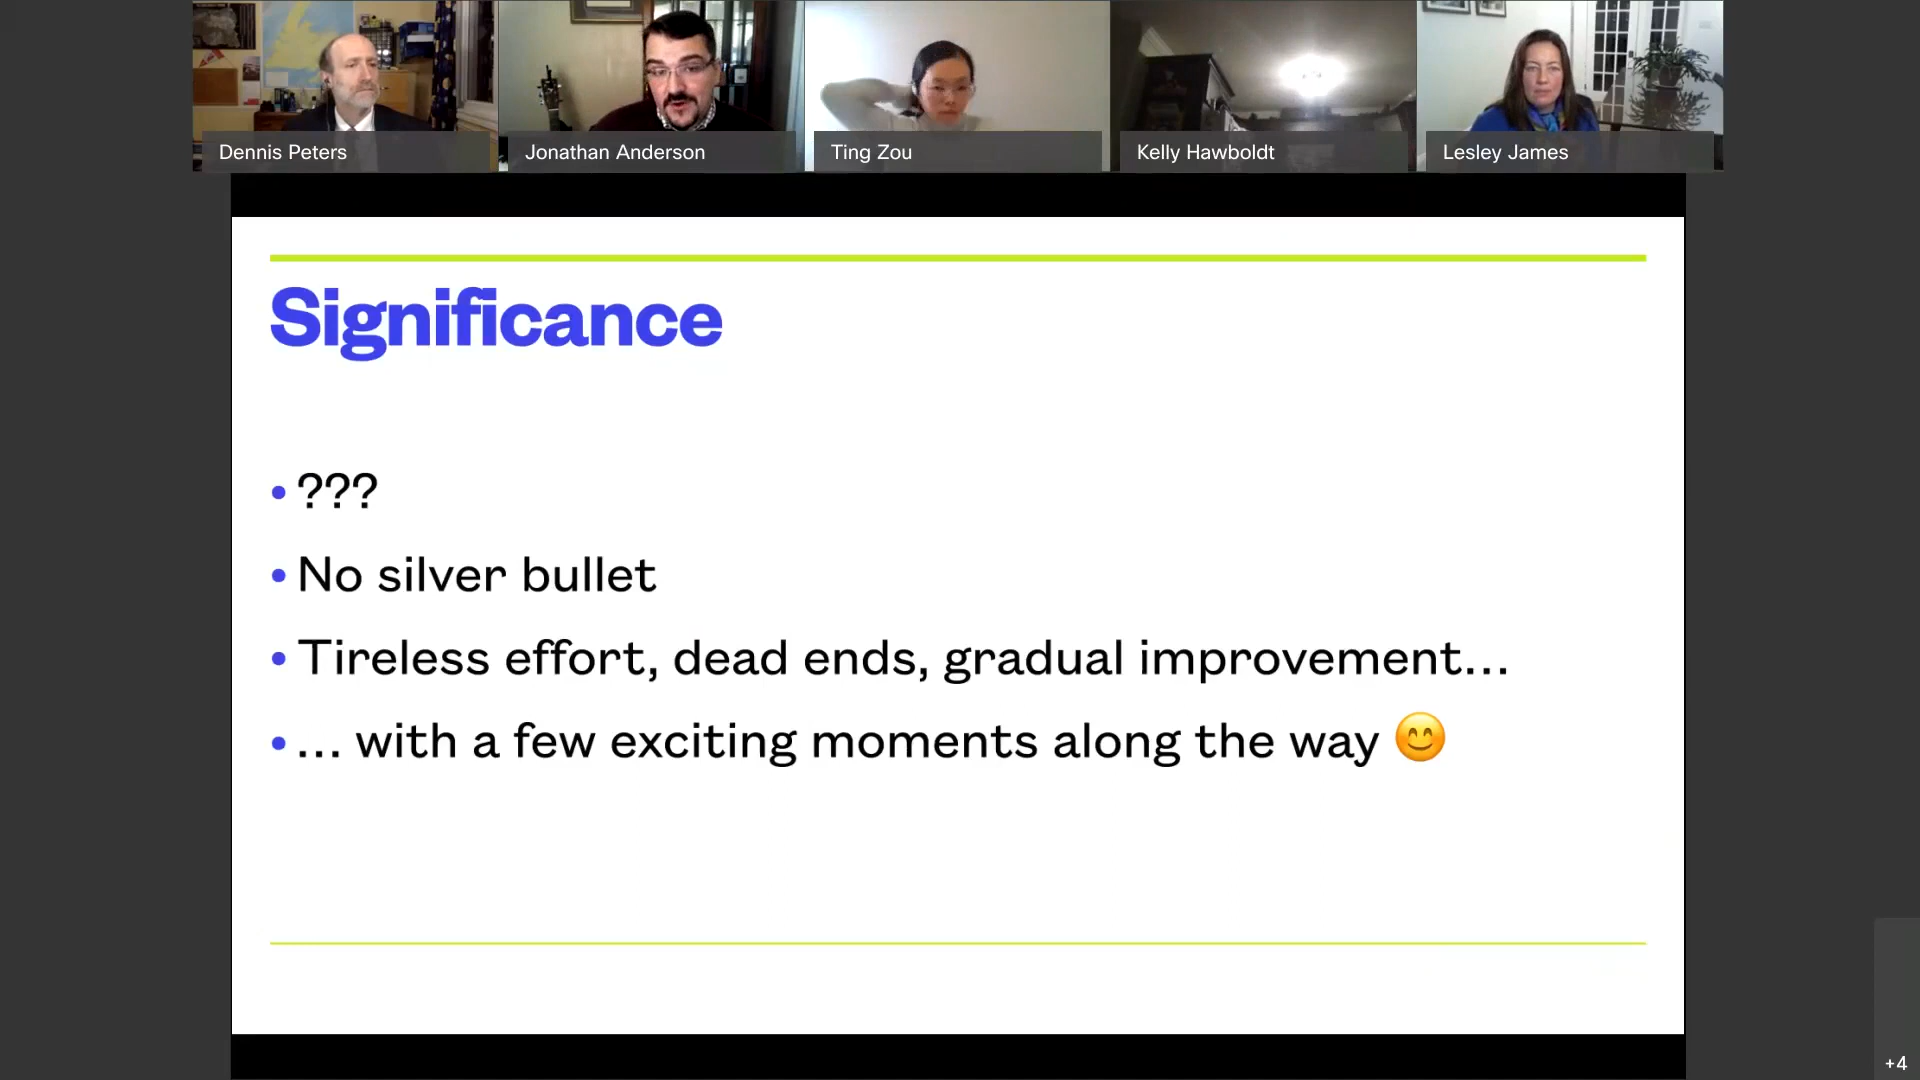 Dennis Peters
Jonathan Anderson
Ting Zou
Kelly Hawboldt
Lesley James
Significance
• ???
• No silver bullet
• Tireless effort, dead ends, gradual improvement...
• ... with a few exciting moments along the way 😊
+4